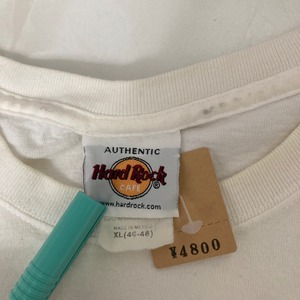 AUTHENTIC
Hard Rock
CAFE
www.hardrock.com
MADE IN MEXICO
XL(46-48)
¥4800